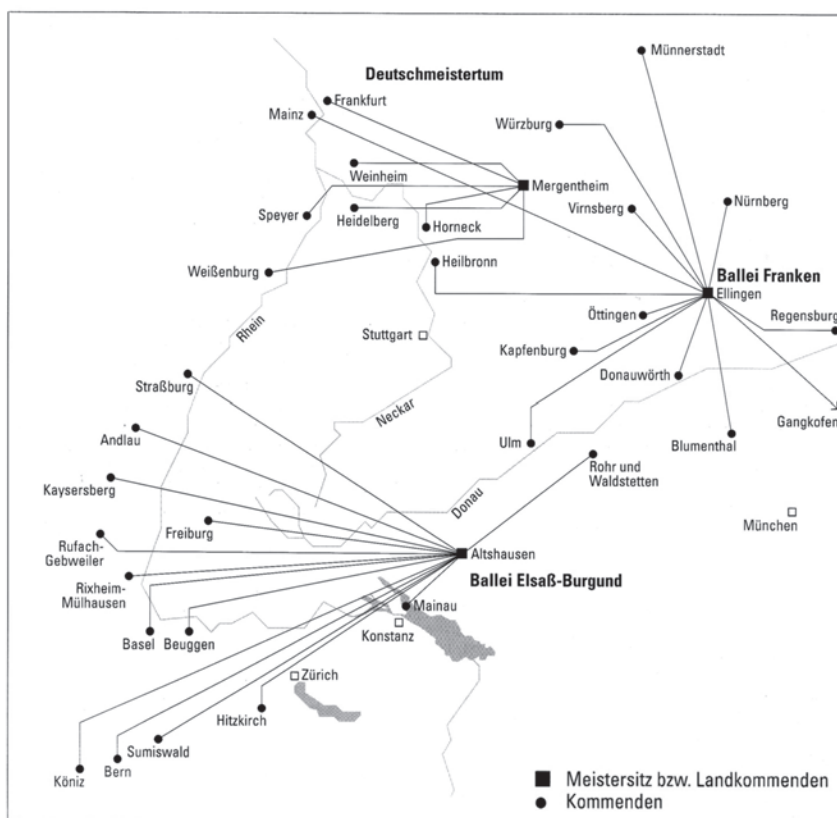 Münnerstadt
Deutschmeistertum
Frankfurt
Mainz
Würzburg
Weinheim
Mergentheim
Speyer
Heidelberg
Horneck
Virnsberg
Nürnberg
Heilbronn
Weißenburg
Ballei Franken
Ellingen
Öttingen
Regensburg
Rhein
Stuttgart
Kapfenburg
Straßburg
Donauwörth
Neckar
Andlau
Ulm
Blumenthal
Gangkofen
Kaysersberg
Rohr und
Waldstetten
Donau
Freiburg
München
Rufach-
Gebweiler
Altshausen
Ballei Elsaß-Burgund
Rixheim-
Mülhausen
Mainau
Konstanz
Basel
Beuggen
Zürich
Hitzkirch
Sumiswald
Bern
Köniz
Meistersitz bzw. Landkommenden
Kommenden